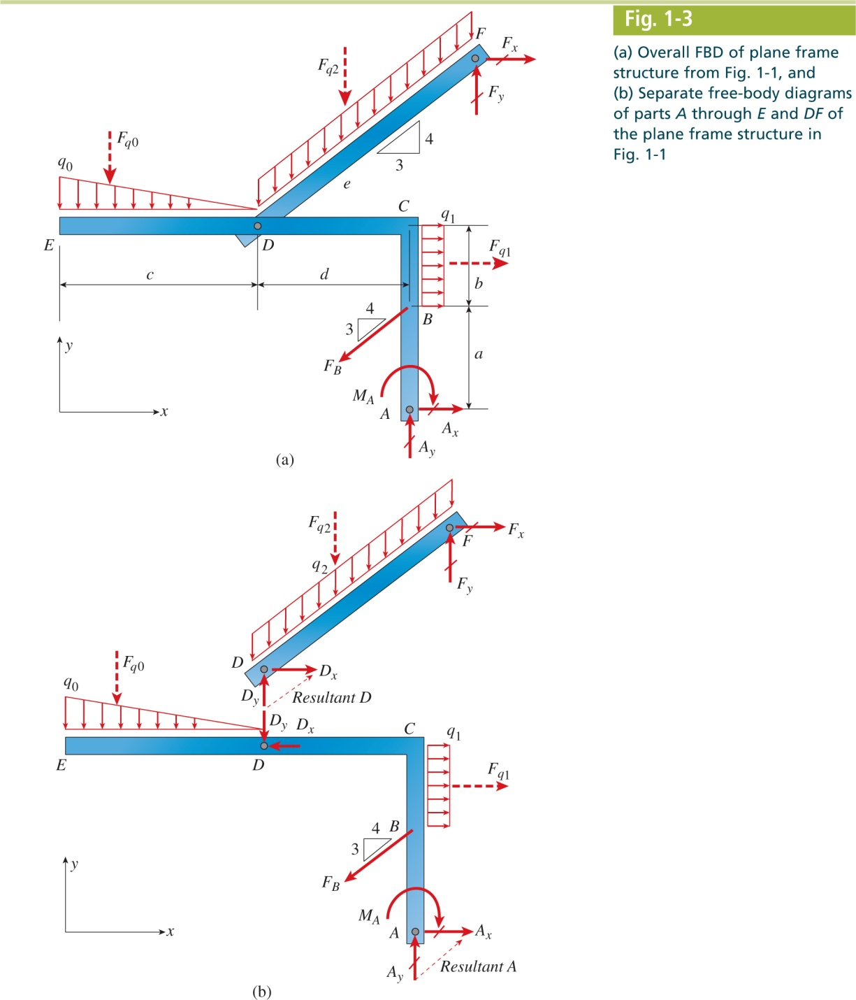 Fig. 1-3
(a) Overall FBD of plane frame
structure from Fig. 1-1, and
(b) Separate free-body diagrams
of parts A through E and DF of
the plane frame structure in
Fig. 1-1
F
Fx
Fq2
Fy
4
3
Fq0
q0
e
C
q1
E
D
Fq1
c
d
b
4
3
B
FB
a
y
MA
A
x
Ax
Ay
(a)
Fq2
Fx
F
q2
Fy
D
Dx
Fq0
q0
Dy
Resultant D
Dy
Dx
C
q1
E
D
Fq1
4
B
3
y
FB
MA
A
Ax
x
Ay
Resultant A
(b)